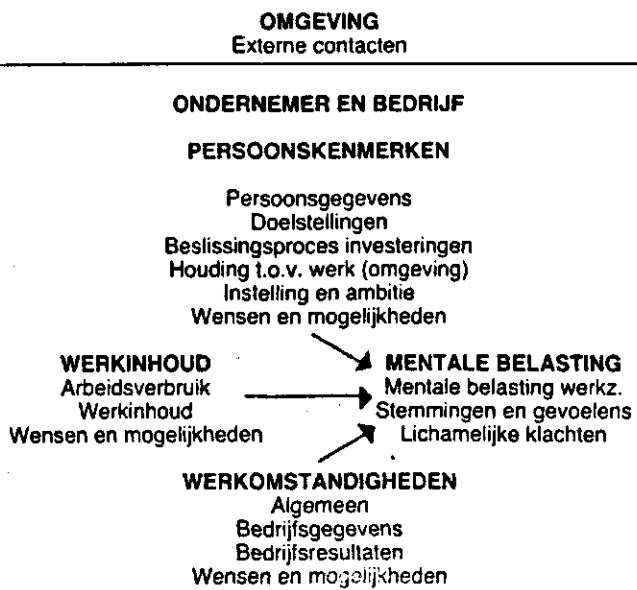 OMGEVING
Externe contacten
ONDERNEMER EN BEDRIJF
PERSOONSKENMERKEN
Persoonsgegevens
Doelstellingen
Beslissingsproces investeringen
Houding t.o.v. werk (omgeving)
Instelling en ambitie
Wensen en mogelijkheden
WERKINHOUD
Arbeidsverbruik
Werkinhoud
Wensen en mogelijkheden
MENTALE BELASTING
Mentale belasting werkz.
Stemmingen en gevoelens
Lichamelijke klachten
WERKOMSTANDIGHEDEN
Algemeen
Bedrijfsgegevens
Bedrijfsresultaten
Wensen en mogelijkheden